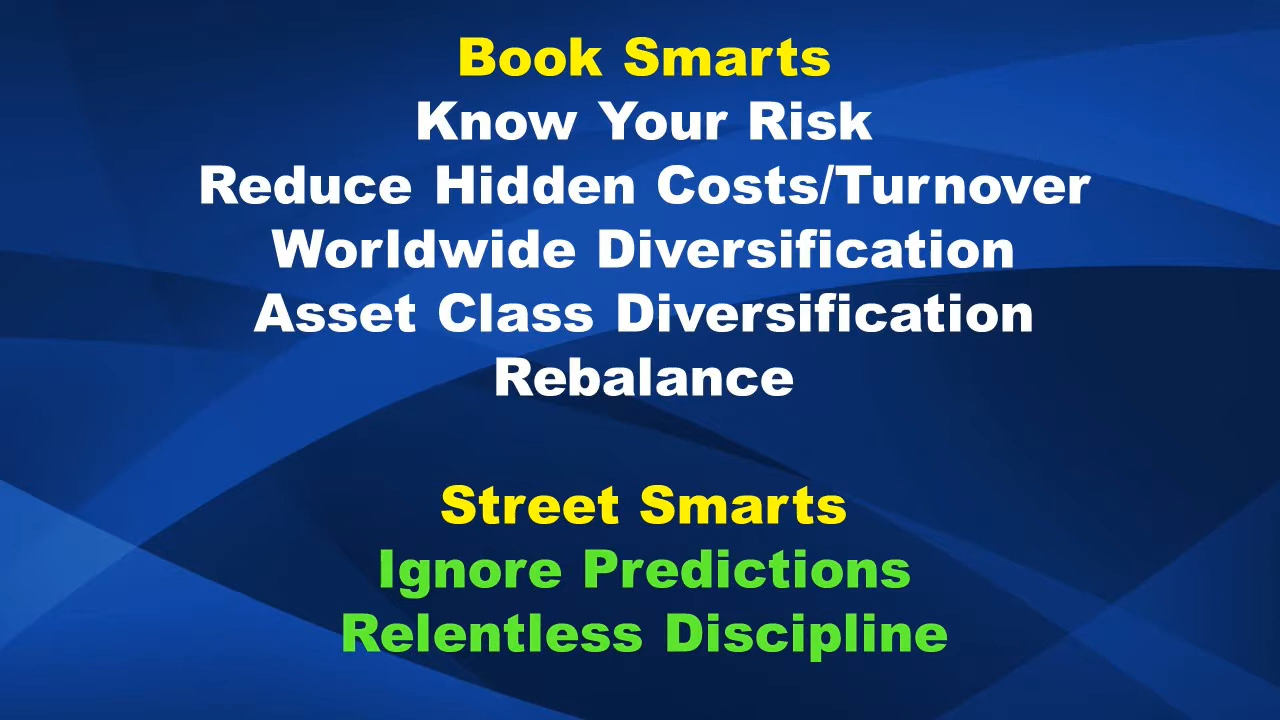 Book Smarts
Know Your Risk
Reduce Hidden Costs/Turnover
Worldwide Diversification
Asset Class Diversification
Rebalance
Street Smarts
Ignore Predictions
Relentless Discipline